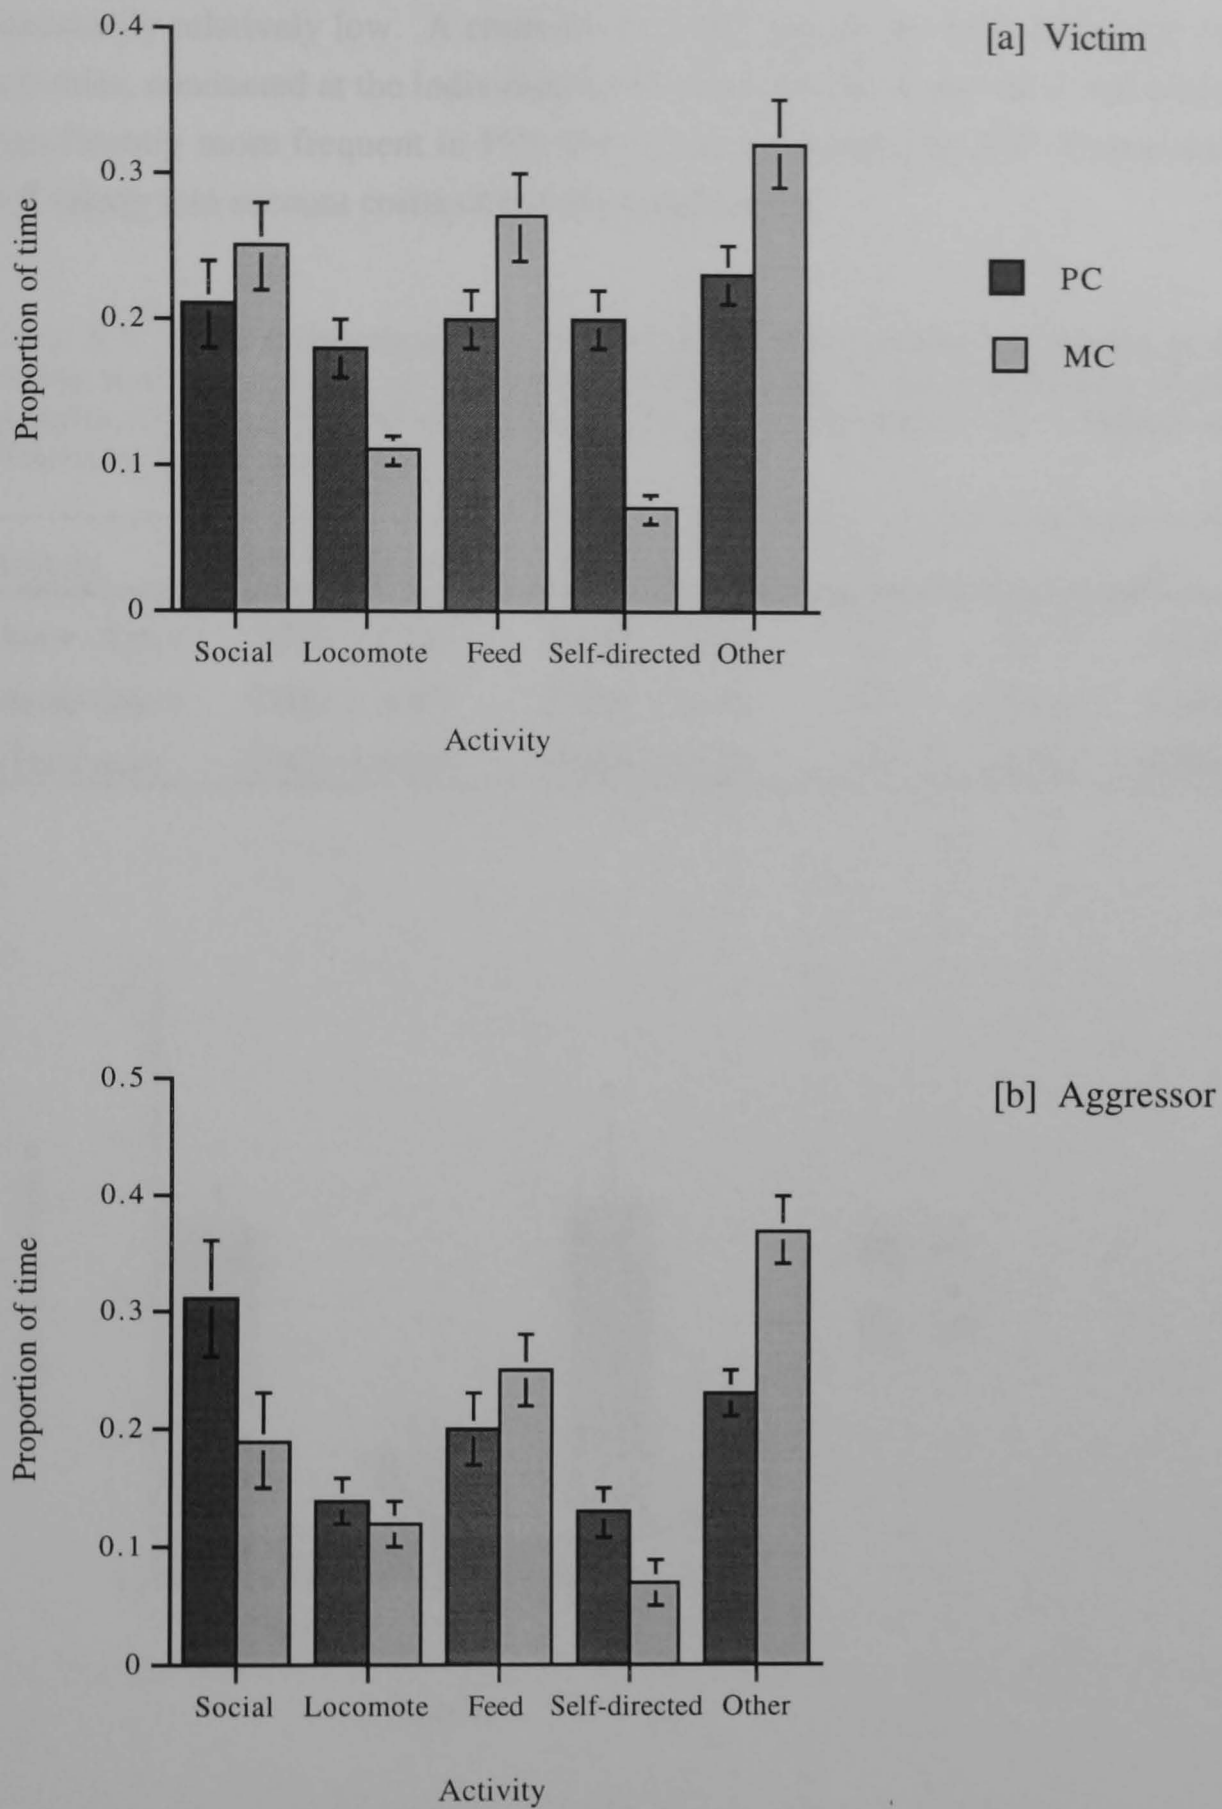 [a] Victim
0.4
0.3
0.2
0.1
0
Proportion of time
PC
MC
Social Locomote Feed Self-directed Other
Activity
[b] Aggressor
0.5
0.4
0.3
0.2
0.1
0
Proportion of time
Social Locomote Feed Self-directed Other
Activity